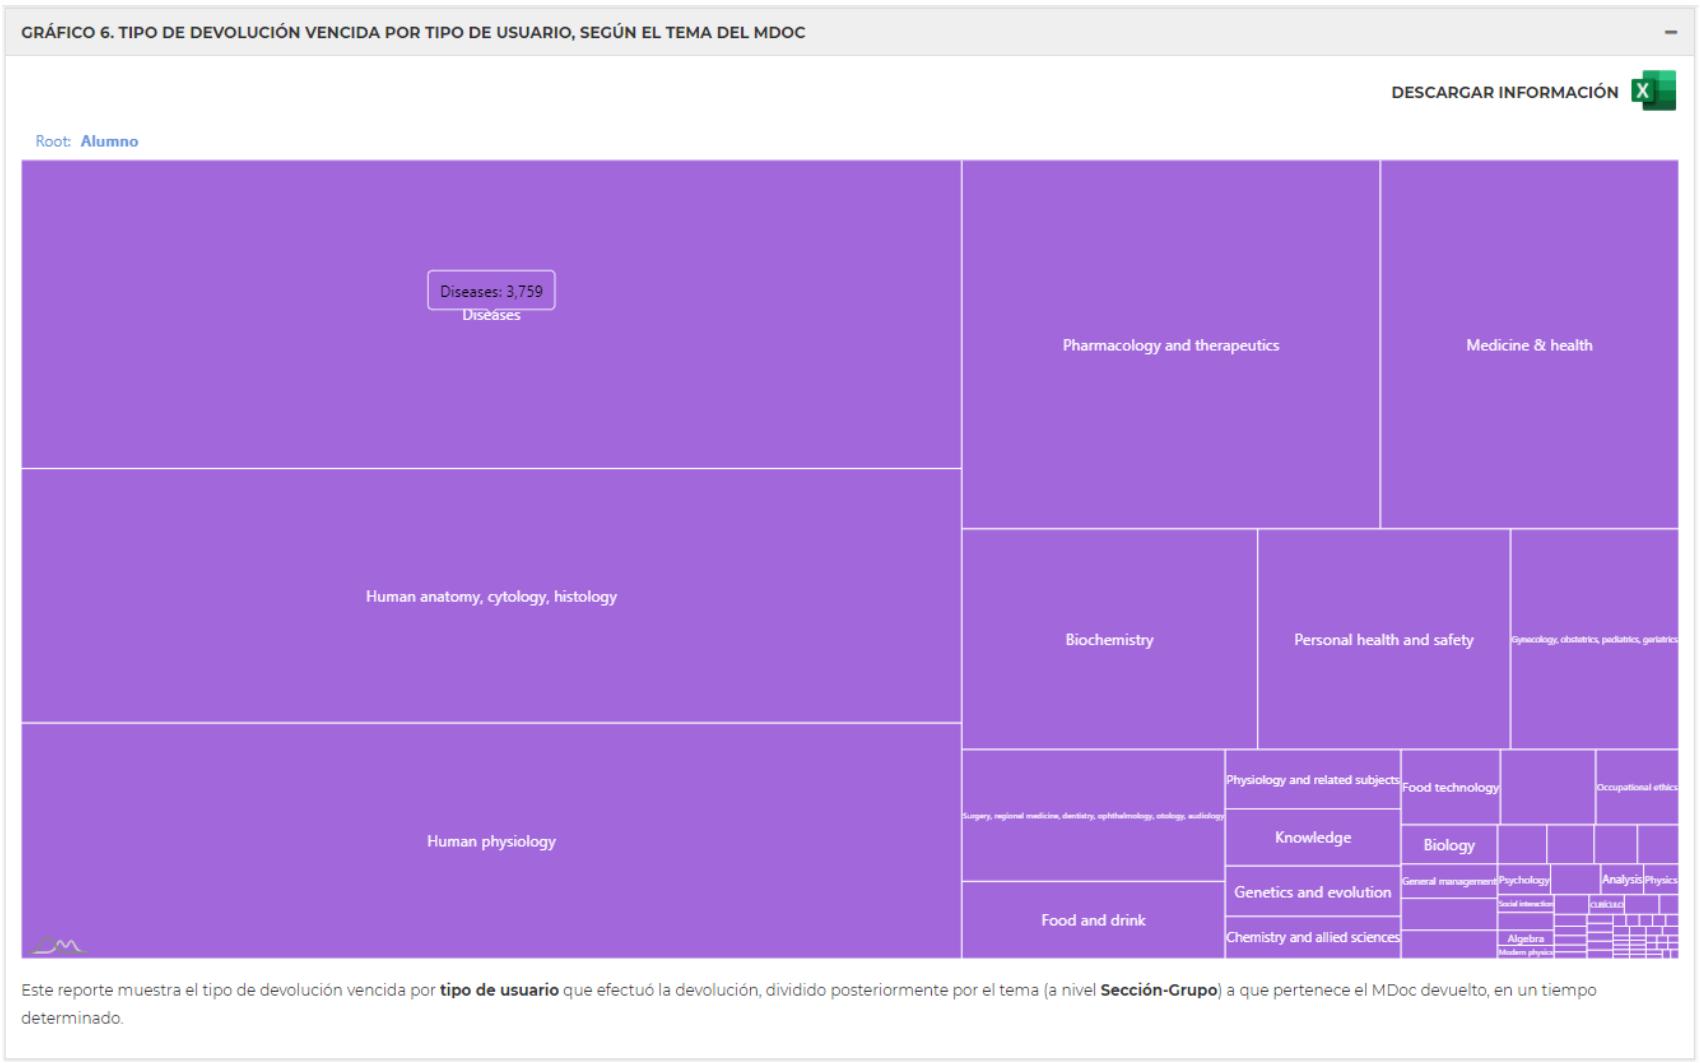 GRÁFICO 6. TIPO DE DEVOLUCIÓN VENCIDA POR TIPO DE USUARIO, SEGÚN EL TEMA DEL MDOC
DESCARGAR INFORMACIÓN
X
Root: Alumno
Diseases: 3,759
Diseases
Pharmacology and therapeutics
Medicine & health
Human anatomy, cytology, histology
Biochemistry
Personal health and safety
Gynecology, obstetrics, pediatrics, geriatrics
Human physiology
Surgery, regional medicine, dentistry, ophthalmology, otology, audiology
Food and drink
Physiology and related subjects
Knowledge
Genetics and evolution
Chemistry and allied sciences
Food technology
Occupational ethics
Biology
General management
Psychology
Analysis
Physics
Social interaction
CURÍCULO
Algebra
Modern physics
Este reporte muestra el tipo de devolución vencida por tipo de usuario que efectuó la devolución, dividido posteriormente por el tema (a nivel Sección-Grupo) a que pertenece el MDoc devuelto, en un tiempo
determinado.